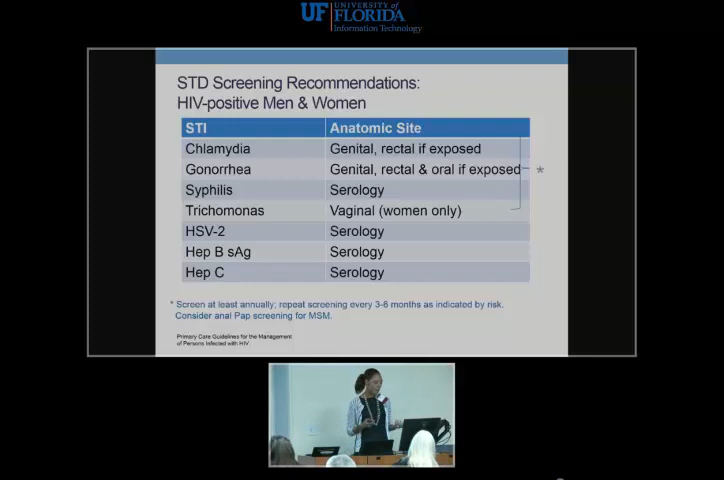 UF UNIVERSITY of
FLORIDA
Information Technology
STD Screening Recommendations:
HIV-positive Men & Women
STI Anatomic Site
Chlamydia Genital, rectal if exposed
Gonorrhea Genital, rectal & oral if exposed *
Syphilis Serology
Trichomonas Vaginal (women only)
HSV-2 Serology
Hep B sAg Serology
Hep C Serology
* Screen at least annually; repeat screening every 3-6 months as indicated by risk.
Consider anal Pap screening for MSM.
Primary Care Guidelines for the Management
of Persons Infected with HIV